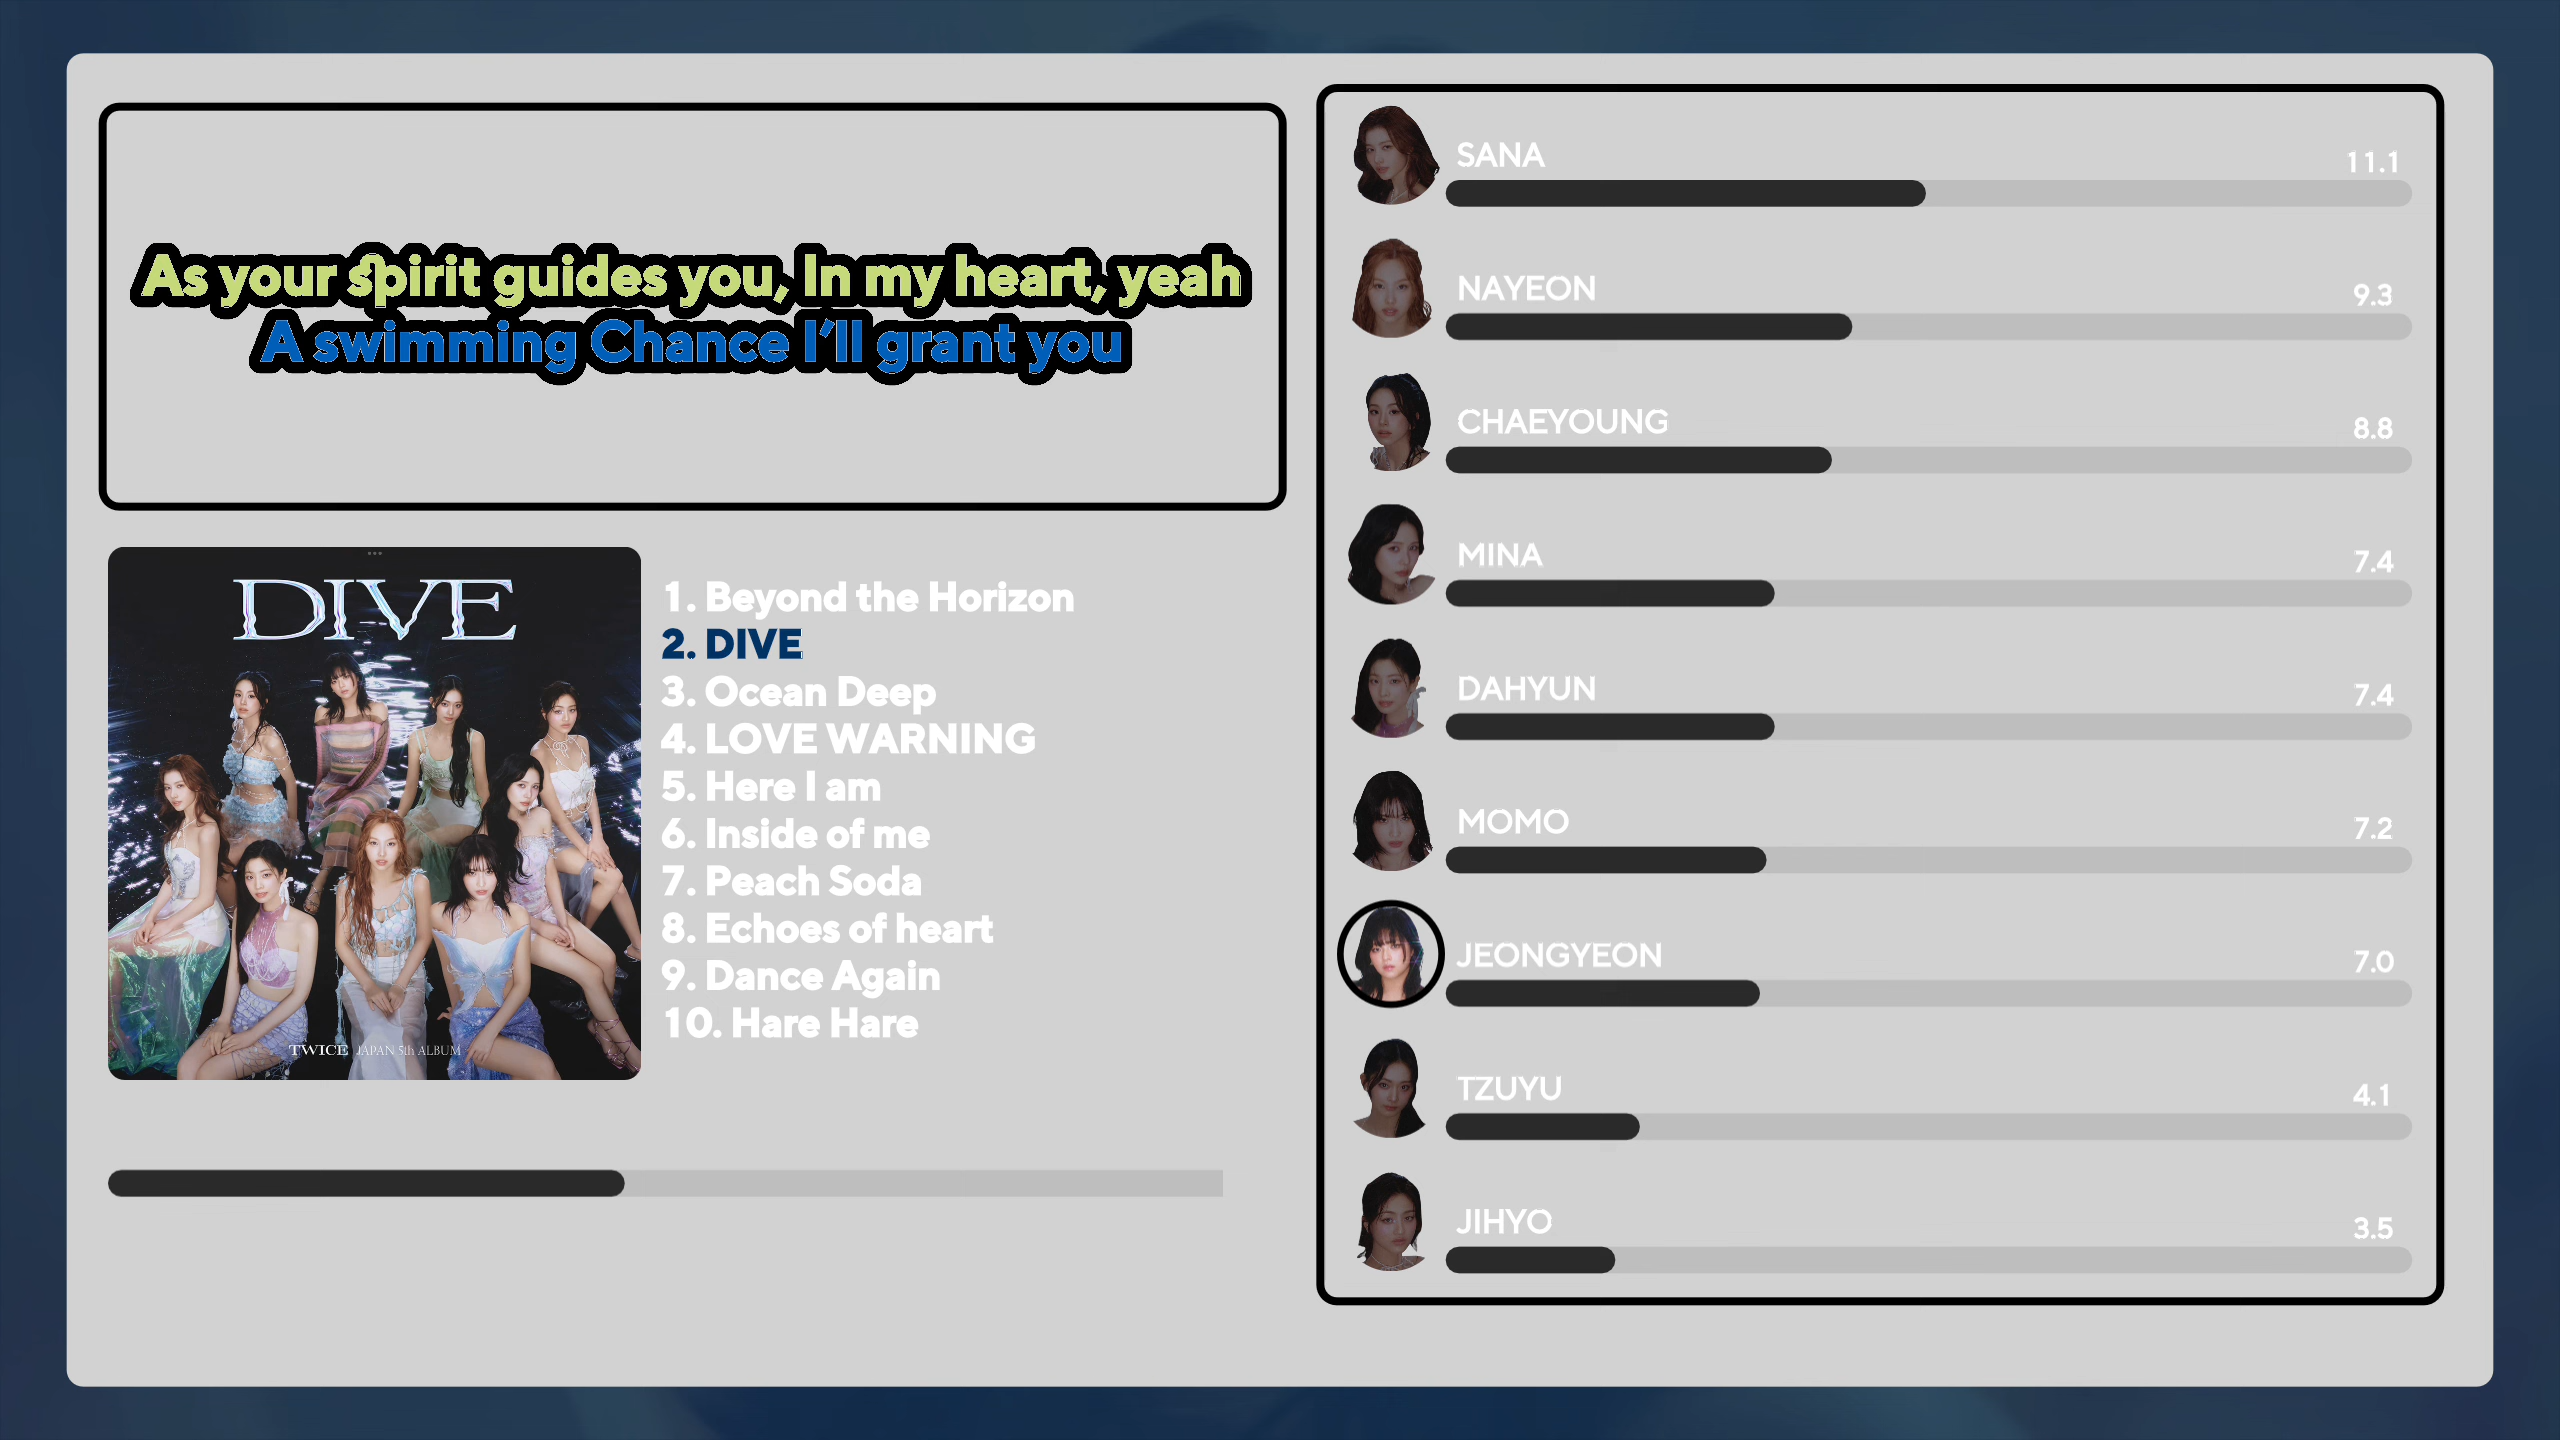 As your spirit guides you, In my heart, yeah
A swimming Chance I'll grant you
DIVE
TWICE JAPAN 5th ALBUM
1. Beyond the Horizon
2. DIVE
3. Ocean Deep
4. LOVE WARNING
5. Here I am
6. Inside of me
7. Peach Soda
8. Echoes of heart
9. Dance Again
10. Hare Hare
SANA 11.1
NAYEON 9.3
CHAEYOUNG 8.8
MINA 7.4
DAHYUN 7.4
MOMO 7.2
JEONGYEON 7.0
TZUYU 4.1
JIHYO 3.5